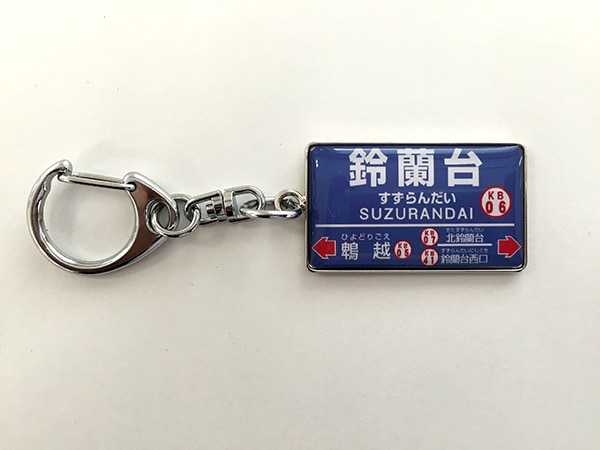 鈴蘭台
すずらんだい
SUZURANDAI
KB
06
ひよどりごえ
鵯越
KB
05
KB
07
きたすずらんだい
北鈴蘭台
KB
41
すずらんだいにしぐち
鈴蘭台西口